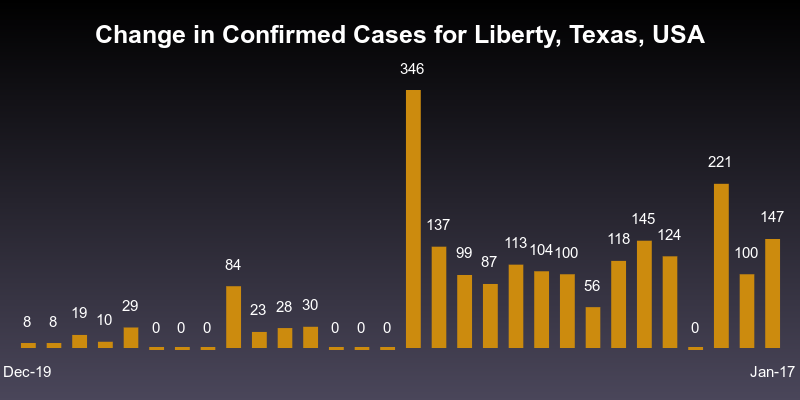 Change in Confirmed Cases for Liberty, Texas, USA
8 8 19 10 29 0 0 0 84 23 28 30 0 0 0 346 137 99 87 113 104 100 56 118 145 124 0 221 100 147
Dec-19 Jan-17